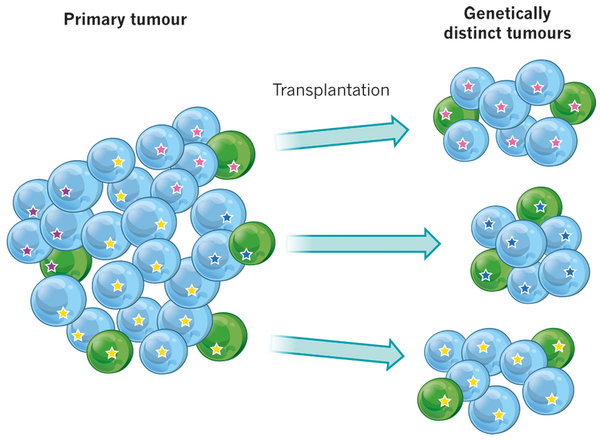 Primary tumour
Genetically
distinct tumours
Transplantation